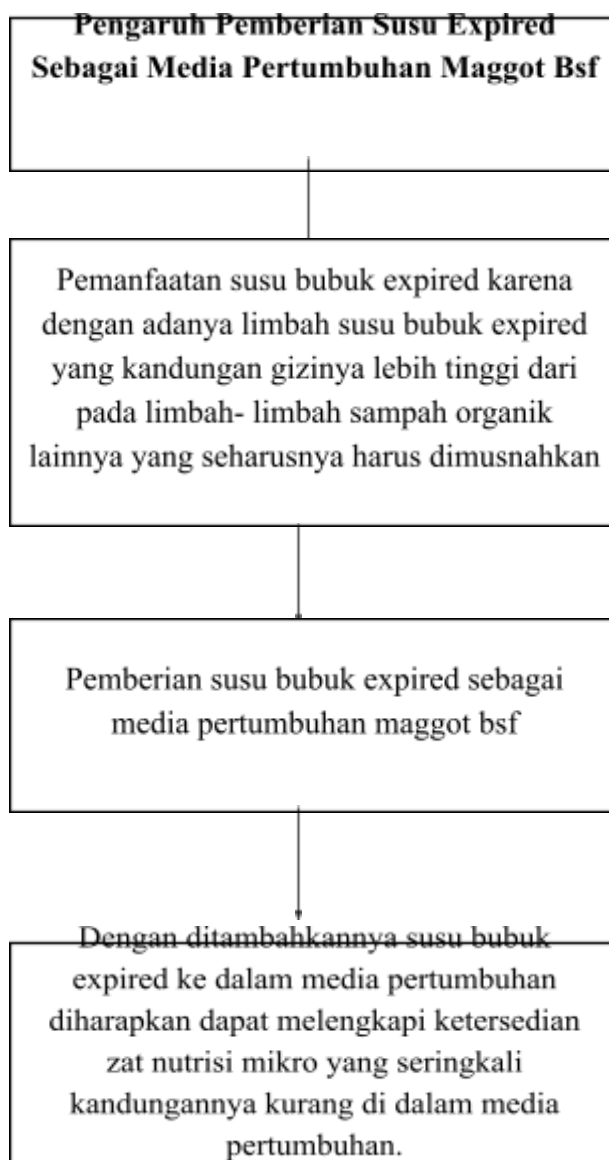 Pengaruh Pemberian Susu Expired
Sebagai Media Pertumbuhan Maggot Bsf
Pemanfaatan susu bubuk expired karena
dengan adanya limbah susu bubuk expired
yang kandungan gizinya lebih tinggi dari
pada limbah- limbah sampah organik
lainnya yang seharusnya harus dimusnahkan
Pemberian susu bubuk expired sebagai
media pertumbuhan maggot bsf
Dengan ditambahkannya susu bubuk
expired ke dalam media pertumbuhan
diharapkan dapat melengkapi ketersedian
zat nutrisi mikro yang seringkali
kandungannya kurang di dalam media
pertumbuhan.